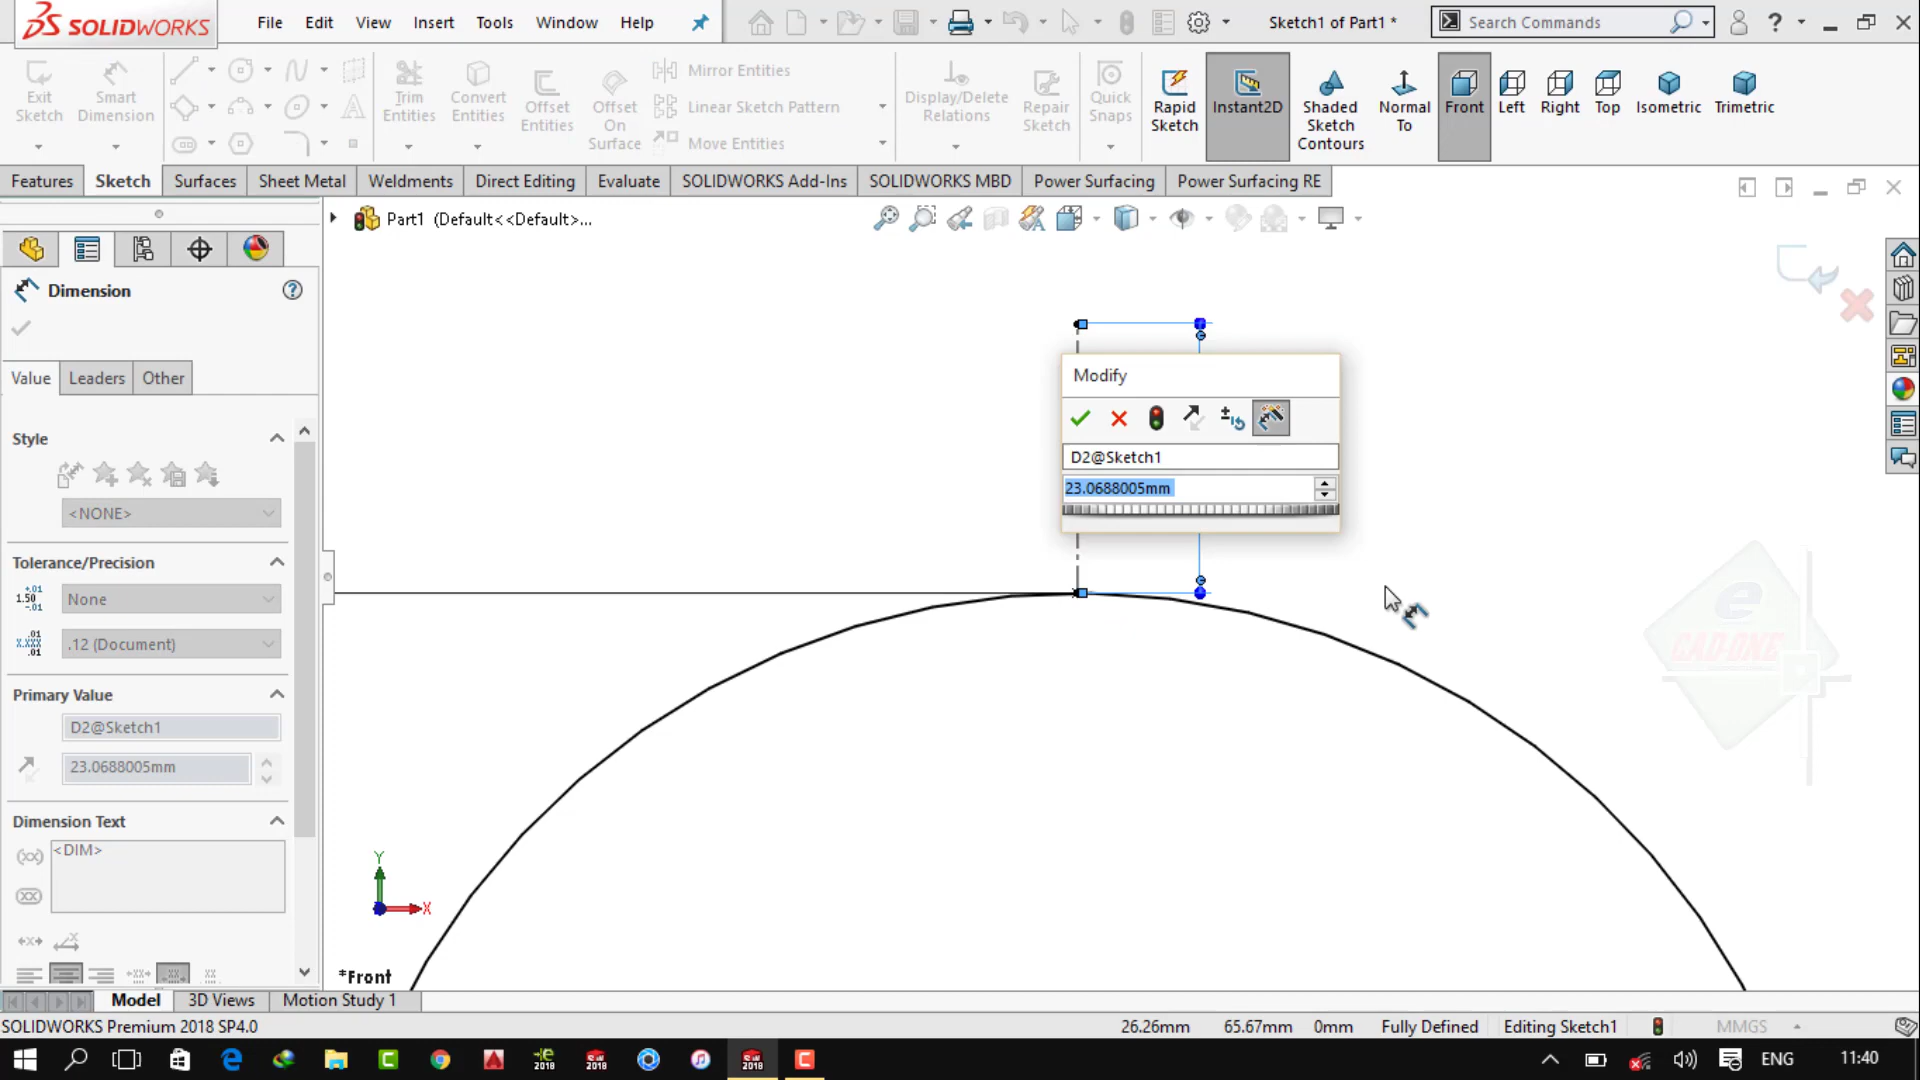 SOLIDWORKS
File Edit View Insert Tools Window Help
Sketch1 of Part1 *
Search Commands
?
Exit Sketch
Smart Dimension
Trim Entities
Convert Entities
Offset Entities
Offset On Surface
Mirror Entities
Linear Sketch Pattern
Move Entities
Display/Delete Relations
Repair Sketch
Quick Snaps
Rapid Sketch
Instant2D
Shaded Sketch Contours
Normal To
Front
Left
Right
Top
Isometric
Trimetric
Features Sketch Surfaces Sheet Metal Weldments Direct Editing Evaluate SOLIDWORKS Add-Ins SOLIDWORKS MBD Power Surfacing Power Surfacing RE
Part1 (Default<<Default>...
Dimension
Value Leaders Other
Style
<NONE>
Tolerance/Precision
None
.12 (Document)
Primary Value
D2@Sketch1
23.0688005mm
Dimension Text
<DIM>
Modify
D2@Sketch1
23.0688005mm
e
CAD-ONE
Y
X
*Front
Model 3D Views Motion Study 1
SOLIDWORKS Premium 2018 SP4.0
26.26mm 65.67mm 0mm Fully Defined Editing Sketch1 MMGS
ENG 11:40